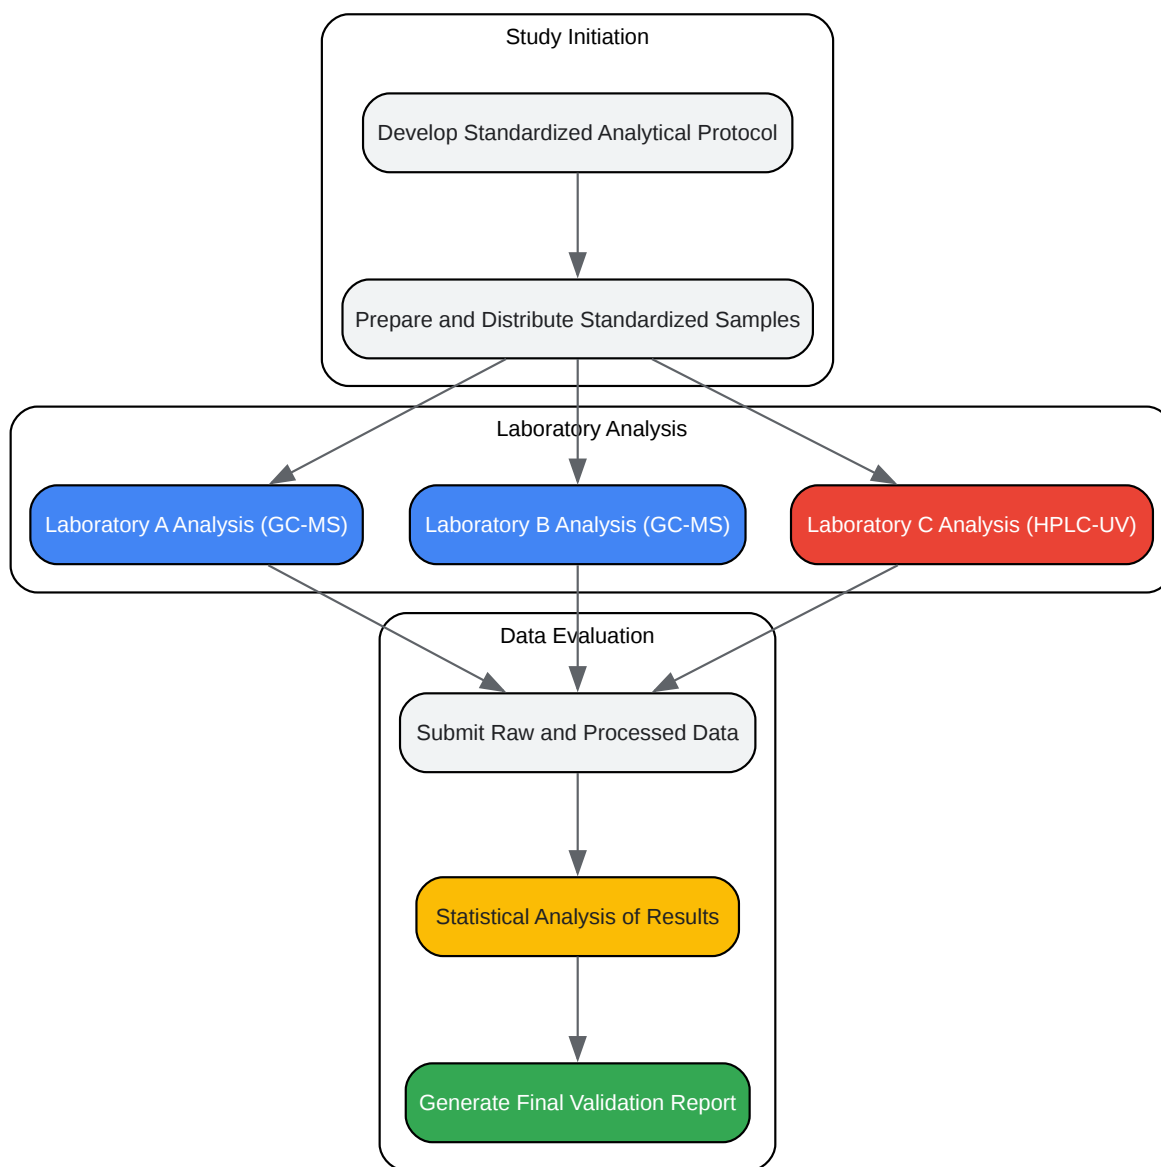 Study Initiation
Develop Standardized Analytical Protocol
Prepare and Distribute Standardized Samples
Laboratory Analysis
Laboratory A Analysis (GC-MS)
Laboratory B Analysis (GC-MS)
Laboratory C Analysis (HPLC-UV)
Data Evaluation
Submit Raw and Processed Data
Statistical Analysis of Results
Generate Final Validation Report